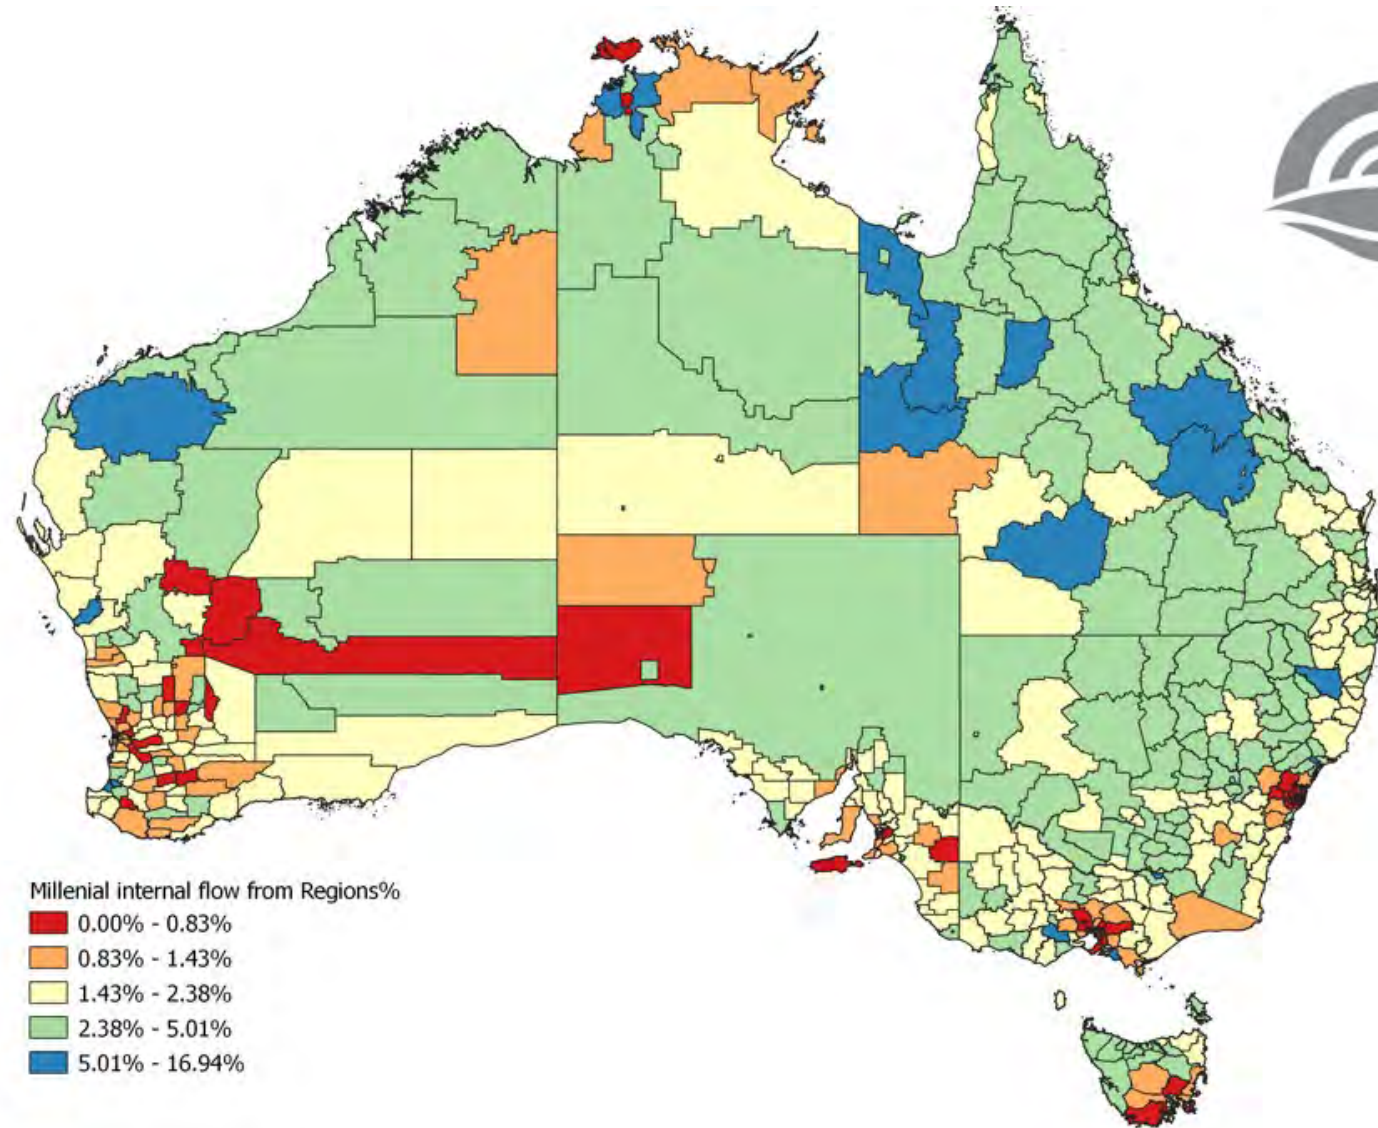 Millenial internal flow from Regions%
0.00% - 0.83%
0.83% - 1.43%
1.43% - 2.38%
2.38% - 5.01%
5.01% - 16.94%